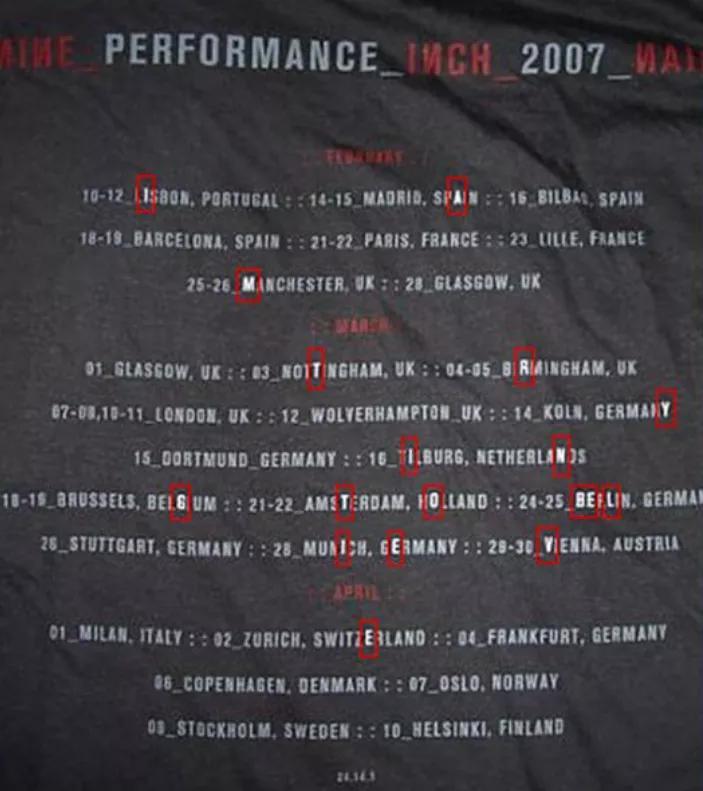 NINE_PERFORMANCE_INCH_2007_NAIL
: : FEBRUARY : :
10-12_LISBON, PORTUGAL : : 14-15_MADRID, SPAIN : : 16_BILBAO, SPAIN
18-19_BARCELONA, SPAIN : : 21-22_PARIS, FRANCE : : 23_LILLE, FRANCE
25-26_MANCHESTER, UK : : 28_GLASGOW, UK
: : MARCH : :
01_GLASGOW, UK : : 03_NOTTINGHAM, UK : : 04-05_BIRMINGHAM, UK
07-08,10-11_LONDON, UK : : 12_WOLVERHAMPTON_UK : : 14_KOLN, GERMANY
15_DORTMUND_GERMANY : : 16_TILBURG, NETHERLANDS
18-19_BRUSSELS, BELGIUM : : 21-22_AMSTERDAM, HOLLAND : : 24-25_BERLIN, GERMAN
26_STUTTGART, GERMANY : : 28_MUNICH, GERMANY : : 29-30_VIENNA, AUSTRIA
: : APRIL : :
01_MILAN, ITALY : : 02_ZURICH, SWITZERLAND : : 04_FRANKFURT, GERMANY
06_COPENHAGEN, DENMARK : : 07_OSLO, NORWAY
09_STOCKHOLM, SWEDEN : : 10_HELSINKI, FINLAND